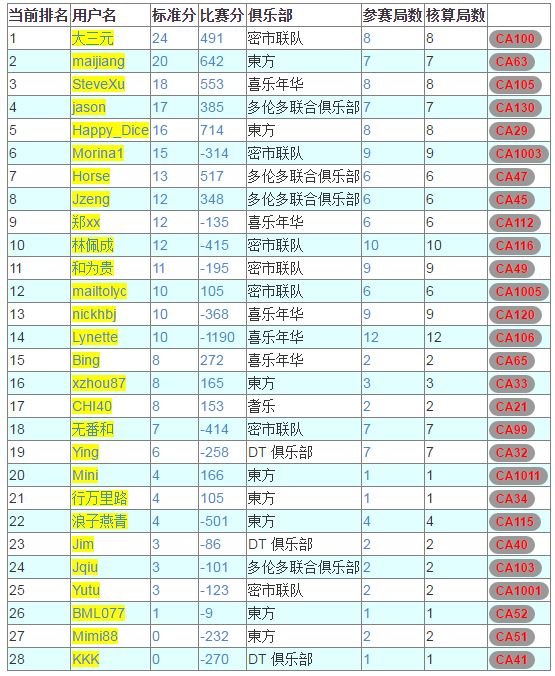 当前排名 用户名 标准分 比赛分 俱乐部 参赛局数 核算局数
1 大三元 24 491 密市联队 8 8 CA100
2 maijiang 20 642 東方 7 7 CA63
3 SteveXu 18 553 喜乐年华 8 8 CA105
4 jason 17 385 多伦多联合俱乐部 7 7 CA130
5 Happy_Dice 16 714 東方 8 8 CA29
6 Morina1 15 -314 密市联队 9 9 CA1003
7 Horse 13 517 多伦多联合俱乐部 6 6 CA47
8 Jzeng 12 348 多伦多联合俱乐部 6 6 CA45
9 郑xx 12 -135 喜乐年华 6 6 CA112
10 林佩成 12 -415 密市联队 10 10 CA116
11 和为贵 11 -195 密市联队 9 9 CA49
12 mailtolyc 10 105 密市联队 6 6 CA1005
13 nickhbj 10 -368 喜乐年华 9 9 CA120
14 Lynette 10 -1190 喜乐年华 12 12 CA106
15 Bing 8 272 喜乐年华 2 2 CA65
16 xzhou87 8 165 東方 3 3 CA33
17 CHI40 8 153 耆乐 2 2 CA21
18 无番和 7 -414 密市联队 7 7 CA99
19 Ying 6 -258 DT 俱乐部 7 7 CA32
20 Mini 4 166 東方 1 1 CA1011
21 行万里路 4 105 東方 1 1 CA34
22 浪子燕青 4 -501 東方 4 4 CA115
23 Jim 3 -86 DT 俱乐部 2 2 CA40
24 Jqiu 3 -101 多伦多联合俱乐部 2 2 CA103
25 Yutu 3 -123 密市联队 2 2 CA1001
26 BML077 1 -9 東方 1 1 CA52
27 Mimi88 0 -232 東方 2 2 CA51
28 KKK 0 -270 DT 俱乐部 1 1 CA41